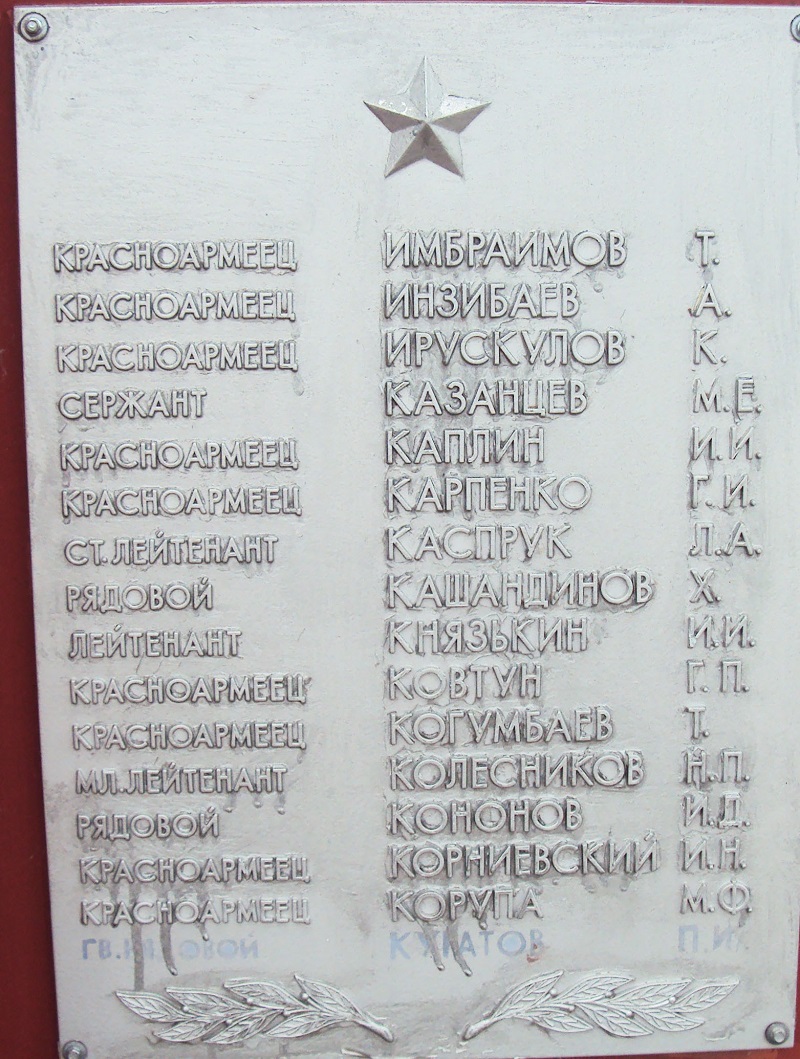 КРАСНОАРМЕЕЦ ИМБРАИМОВ Т.
КРАСНОАРМЕЕЦ ИНЗИБАЕВ А.
КРАСНОАРМЕЕЦ ИРУСКУЛОВ К.
СЕРЖАНТ КАЗАНЦЕВ М.Е.
КРАСНОАРМЕЕЦ КАПЛИН И.И.
КРАСНОАРМЕЕЦ КАРПЕНКО Г.И.
СТ.ЛЕЙТЕНАНТ КАСПРУК Л.А.
РЯДОВОЙ КАШАНДИНОВ Х.
ЛЕЙТЕНАНТ КНЯЗЬКИН И.И.
КРАСНОАРМЕЕЦ КОВТУН Г.П.
КРАСНОАРМЕЕЦ КОГУМБАЕВ Т.
МЛ.ЛЕЙТЕНАНТ КОЛЕСНИКОВ Н.П.
РЯДОВОЙ КОНОНОВ И.Д.
КРАСНОАРМЕЕЦ КОРНИЕВСКИЙ И.Н.
КРАСНОАРМЕЕЦ КОРУПА М.Ф.
ГВ. П.И.